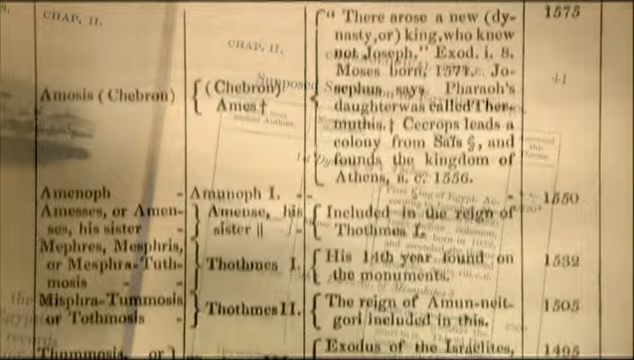 CHAP. II.
CHAP. II.
"There arose a new (dy-
nasty, or) king, who knew
not Joseph." Exod. i. 8.
Moses born, 1571. Jo-
sephus says Pharaoh's
daughter was called Ther-
muthis.† Cecrops leads a
colony from Saïs §, and
founds the kingdom of
Athens, B. C. 1556.
1575
Amosis (Chebron)
(Chebron)
Ames †
Supposed
41
Amenoph - Amunoph I. - - - 1550
Amesses, or Amen-
ses, his sister
Amense, his
sister ||
Included in the reign of
Thothmes I.
Mephres, Mesphris,
or Mesphra-Tuth-
mosis - -
Thothmes I.
His 14th year found on
the monuments.
1532
Misphra-Tummosis
or Tothmosis -
Thothmes II.
The reign of Amun-neit-
gori included in this.
1505
Thummosis, or
Exodus of the Israelites,
1495